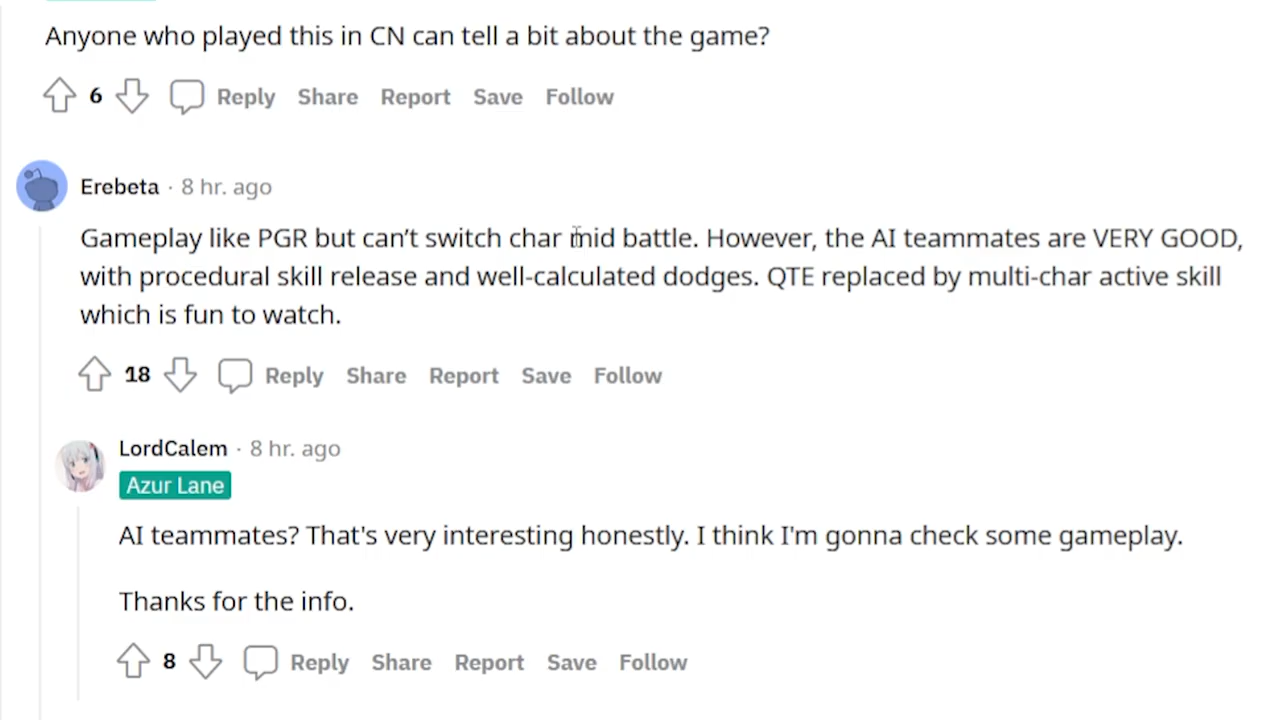 Anyone who played this in CN can tell a bit about the game?
6 Reply Share Report Save Follow
Erebeta · 8 hr. ago
Gameplay like PGR but can’t switch char mid battle. However, the AI teammates are VERY GOOD,
with procedural skill release and well-calculated dodges. QTE replaced by multi-char active skill
which is fun to watch.
18 Reply Share Report Save Follow
LordCalem · 8 hr. ago
Azur Lane
AI teammates? That's very interesting honestly. I think I'm gonna check some gameplay.
Thanks for the info.
8 Reply Share Report Save Follow